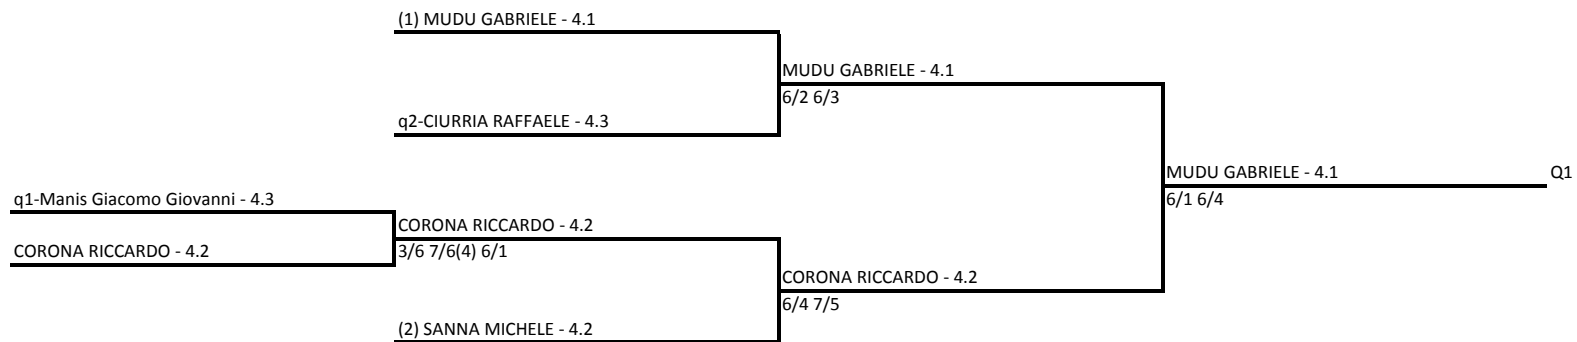 (1) MUDU GABRIELE - 4.1
MUDU GABRIELE - 4.1
6/2 6/3
q2-CIURRIA RAFFAELE - 4.3
MUDU GABRIELE - 4.1
Q1
6/1 6/4
q1-Manis Giacomo Giovanni - 4.3
CORONA RICCARDO - 4.2
3/6 7/6(4) 6/1
CORONA RICCARDO - 4.2
CORONA RICCARDO - 4.2
6/4 7/5
(2) SANNA MICHELE - 4.2